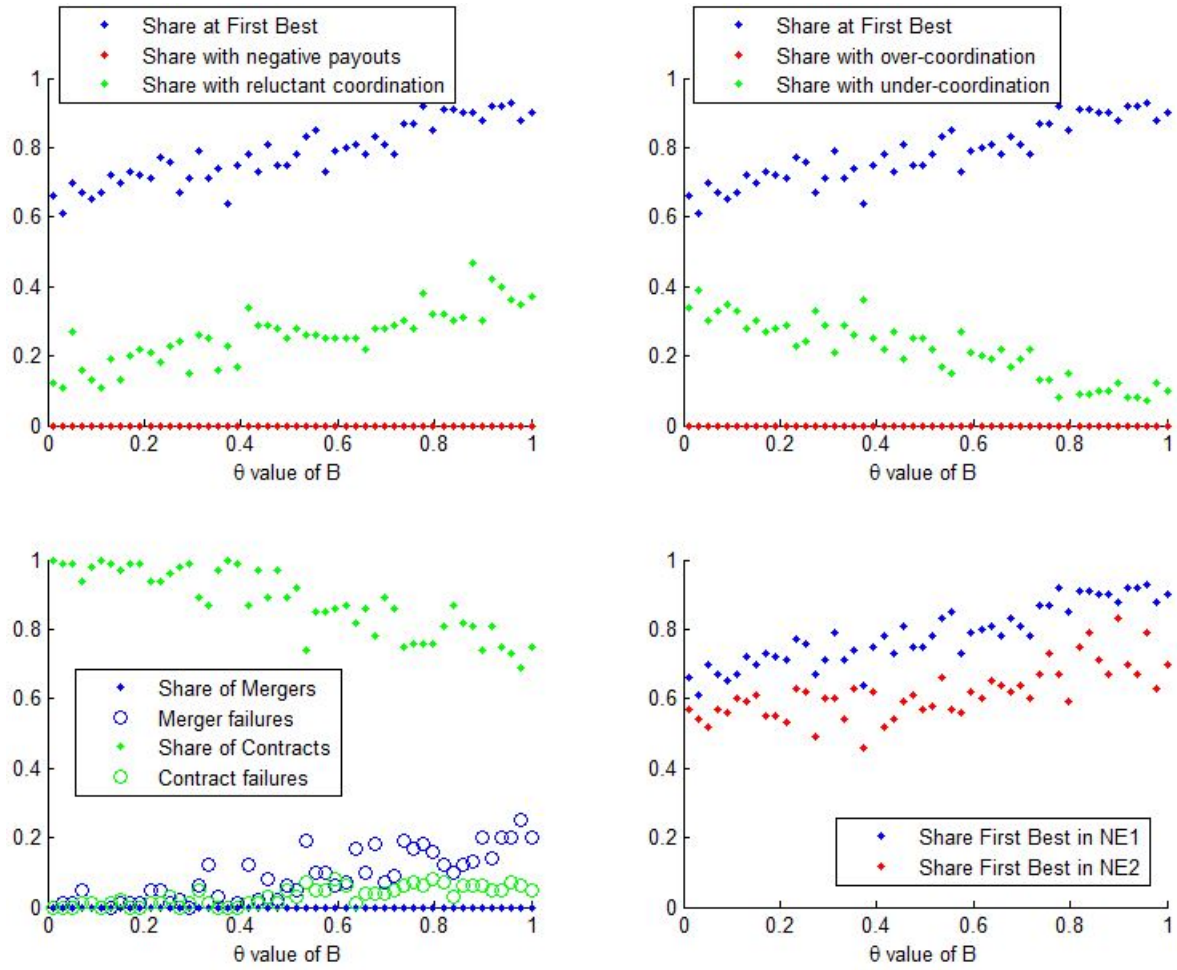 Share at First Best
Share with negative payouts
Share with reluctant coordination
1
0.8
0.6
0.4
0.2
0
0 0.2 0.4 0.6 0.8 1
θ value of B
Share at First Best
Share with over-coordination
Share with under-coordination
1
0.8
0.6
0.4
0.2
0
0 0.2 0.4 0.6 0.8 1
θ value of B
1
0.8
0.6
0.4
0.2
0
Share of Mergers
Merger failures
Share of Contracts
Contract failures
0 0.2 0.4 0.6 0.8 1
θ value of B
1
0.8
0.6
0.4
0.2
0
Share First Best in NE1
Share First Best in NE2
0 0.2 0.4 0.6 0.8 1
θ value of B